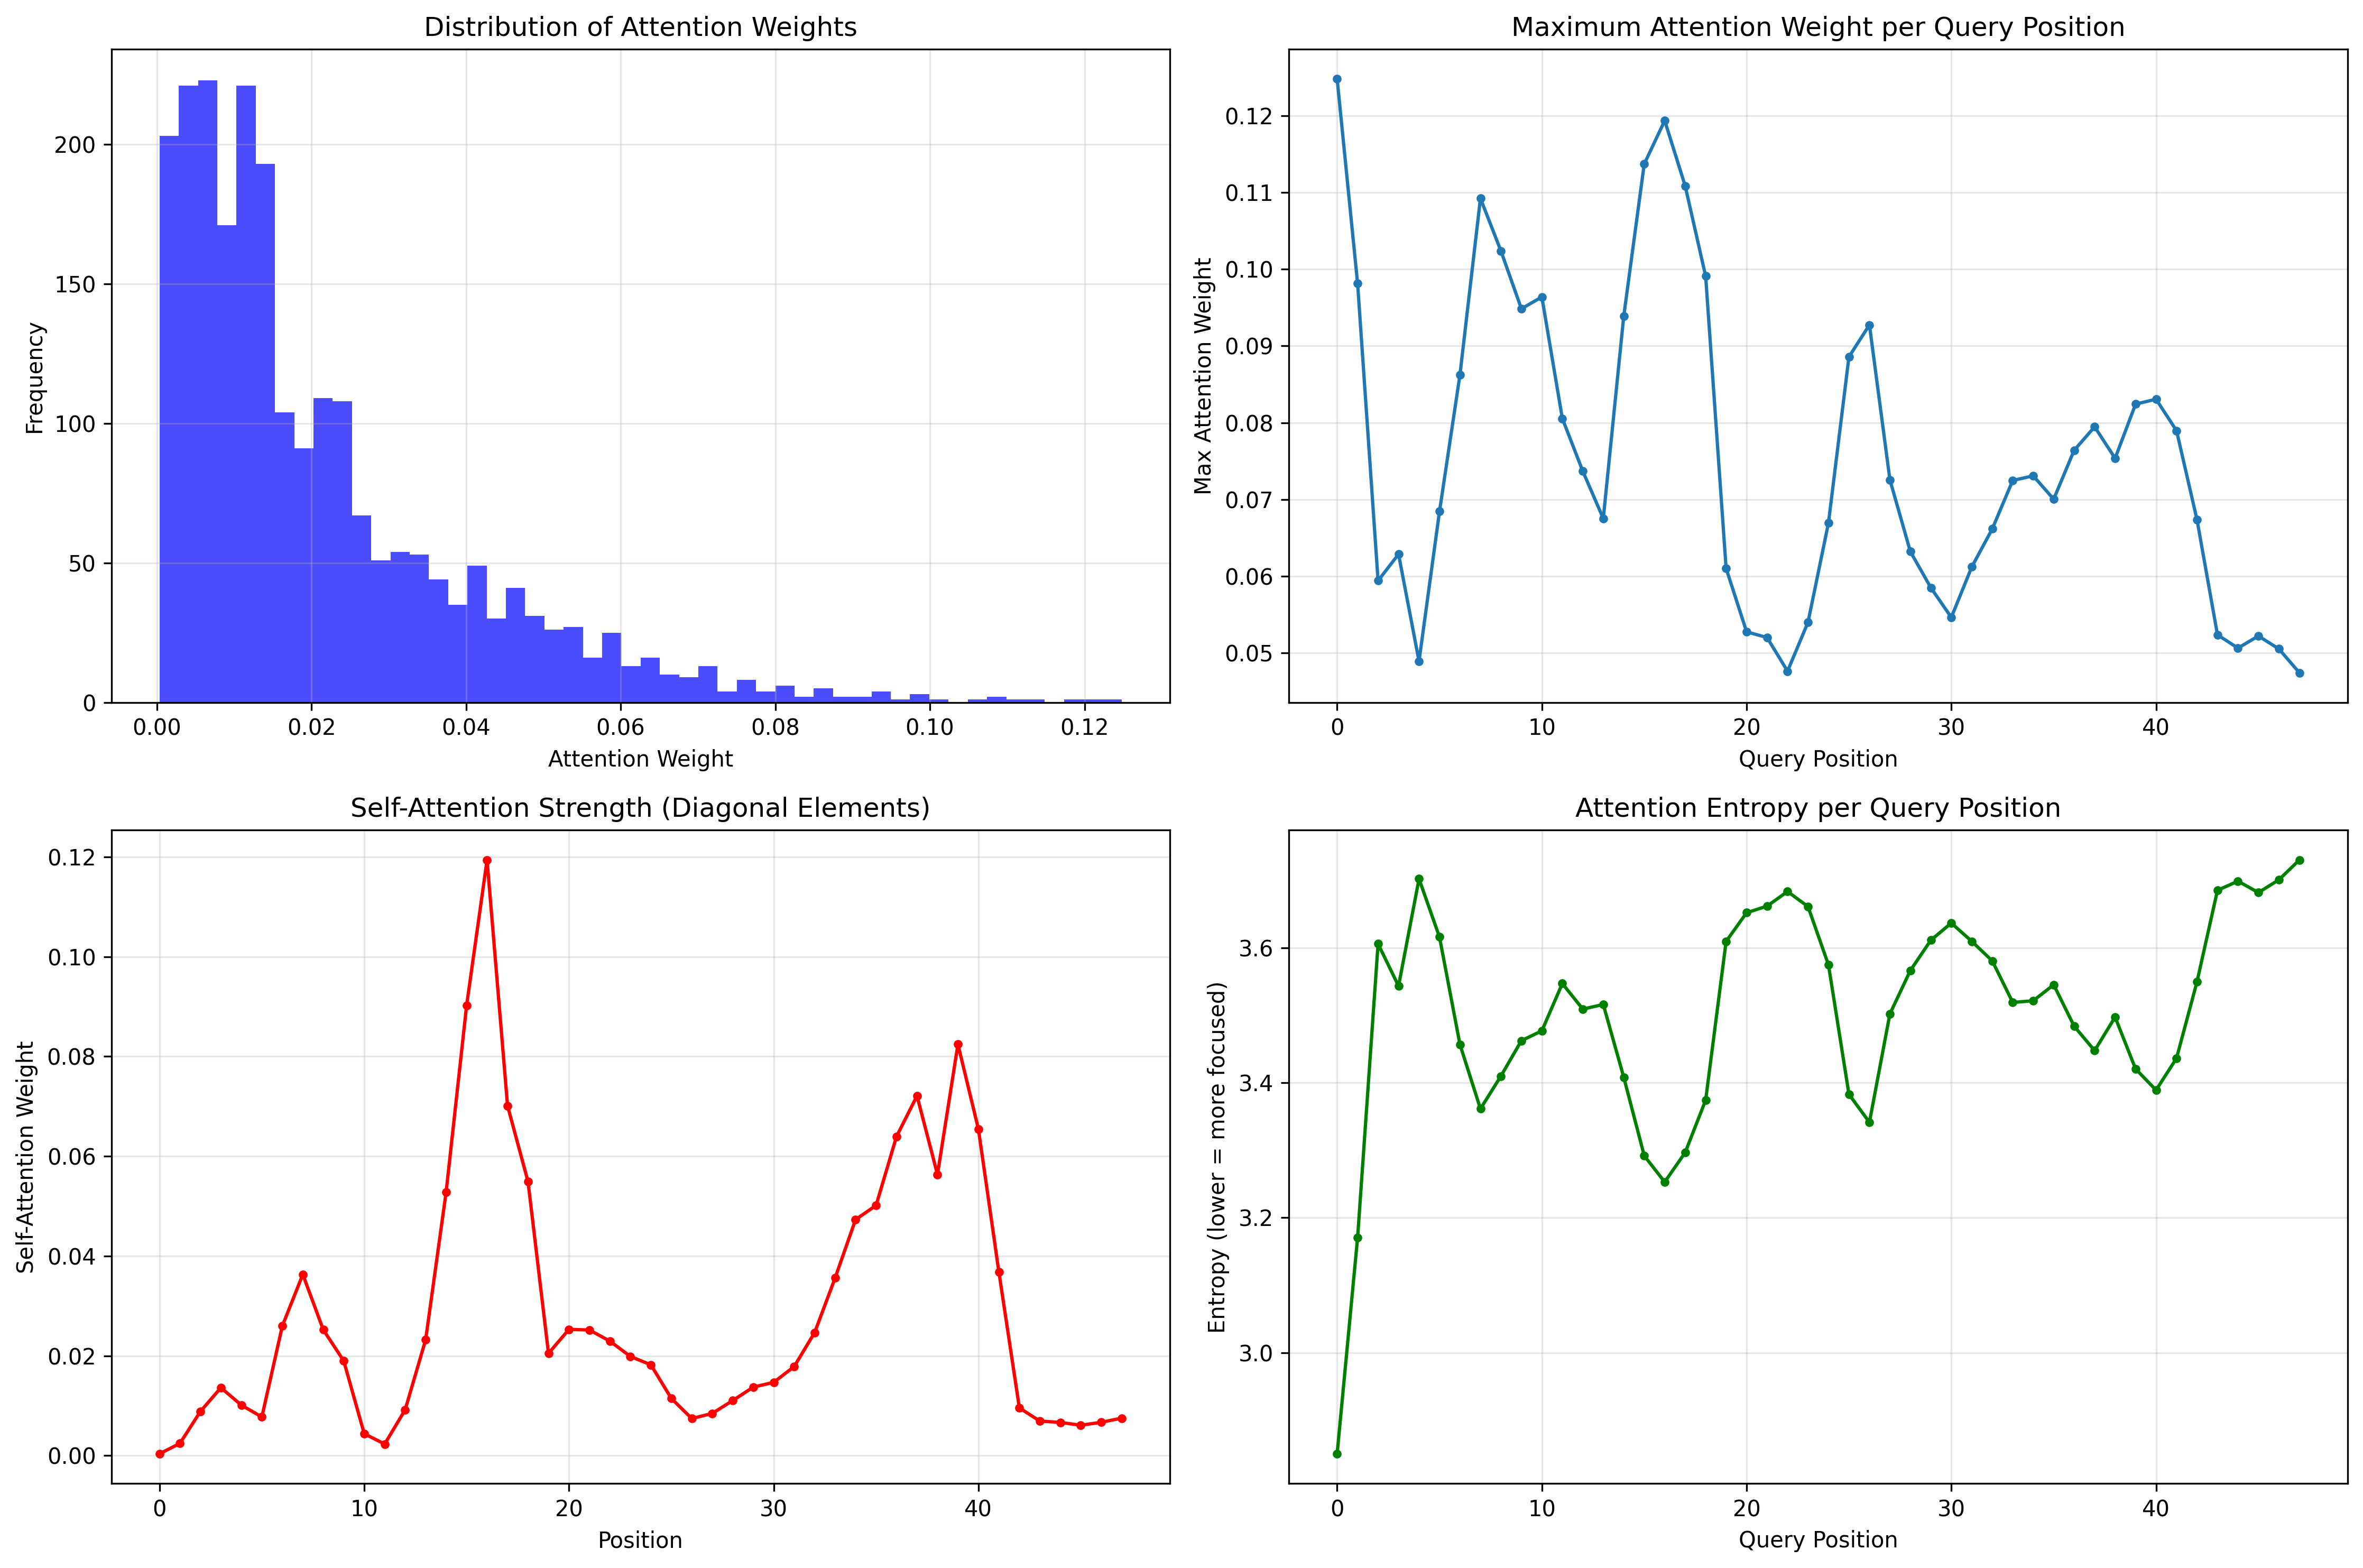 Distribution of Attention Weights
Frequency
200
150
100
50
0
0.00 0.02 0.04 0.06 0.08 0.10 0.12
Attention Weight
Maximum Attention Weight per Query Position
Max Attention Weight
0.12
0.11
0.10
0.09
0.08
0.07
0.06
0.05
0 10 20 30 40
Query Position
Self-Attention Strength (Diagonal Elements)
Self-Attention Weight
0.12
0.10
0.08
0.06
0.04
0.02
0.00
0 10 20 30 40
Position
Attention Entropy per Query Position
Entropy (lower = more focused)
3.6
3.4
3.2
3.0
0 10 20 30 40
Query Position